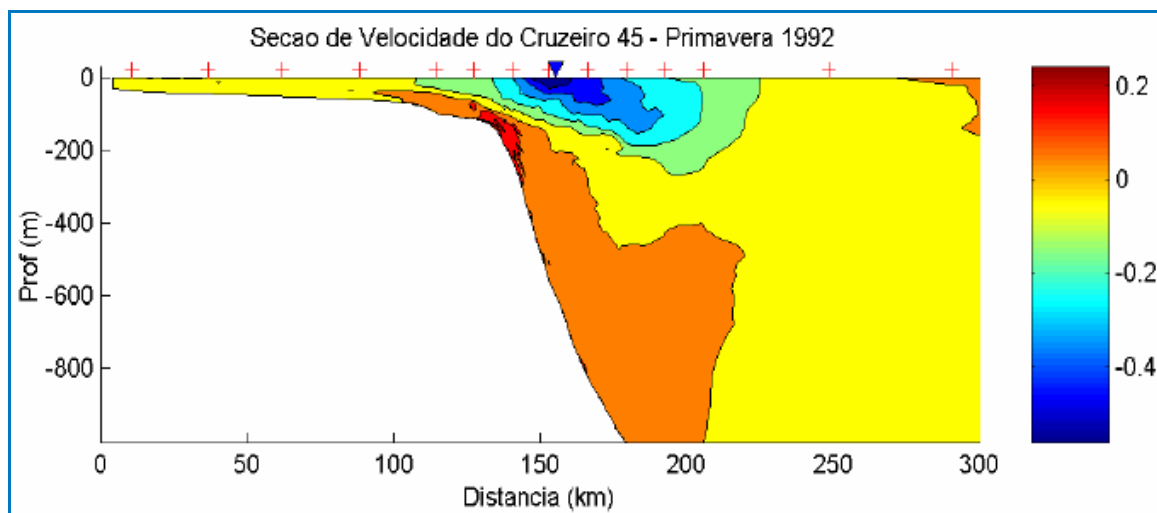 Secao de Velocidade do Cruzeiro 45 - Primavera 1992
0
-200
-400
-600
-800
Prof (m)
0 50 100 150 200 250 300
Distancia (km)
0.2
0
-0.2
-0.4